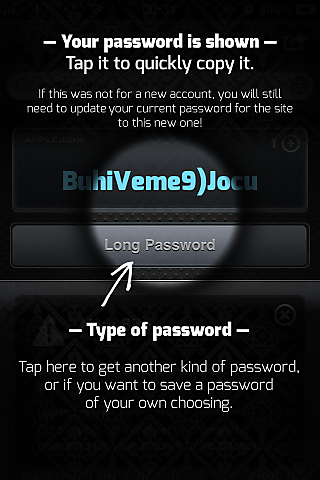 — Your password is shown —
Tap it to quickly copy it.
If this was not for a new account, you will still
need to update your current password for the site
to this new one!
APPLE.COM
1
BuhiVeme9)Jocu
Long Password
— Type of password —
Tap here to get another kind of password,
or if you want to save a password
of your own choosing.